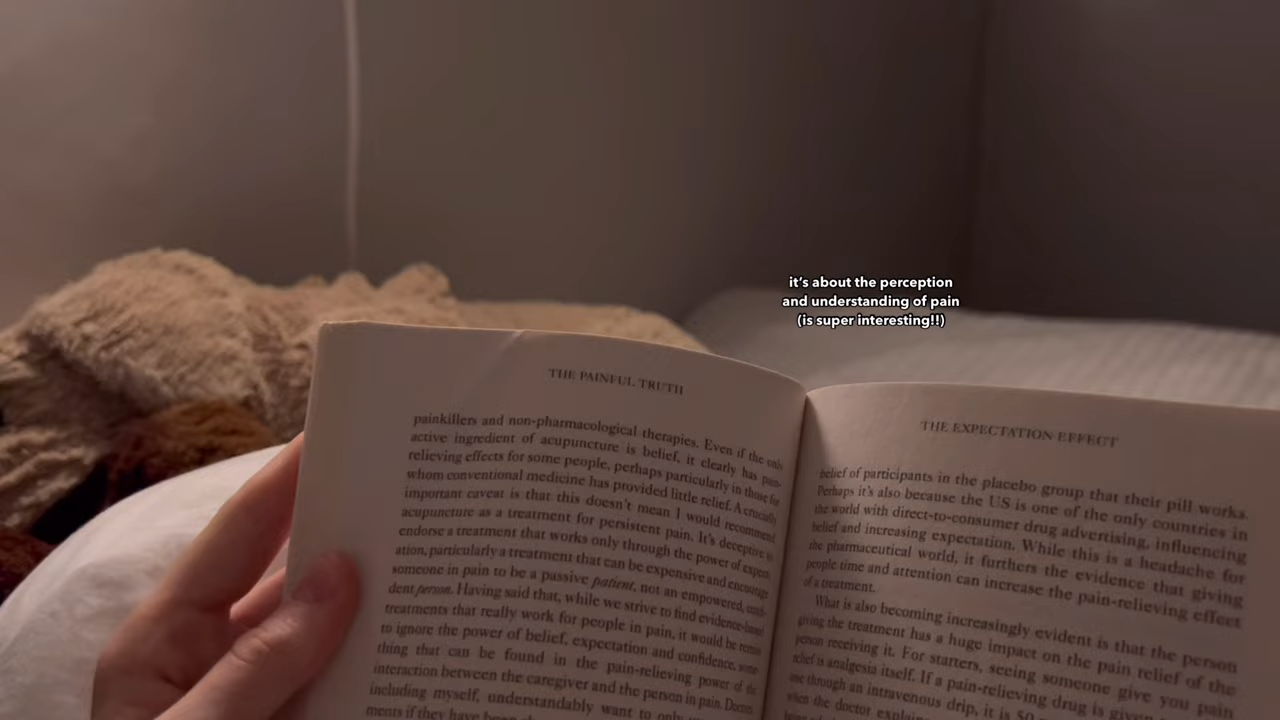 it's about the perception
and understanding of pain
(is super interesting!!)
THE PAINFUL TRUTH
painkillers and non-pharmacological therapies. Even if the only
active ingredient of acupuncture is belief, it clearly has pain-
relieving effects for some people, perhaps particularly in those for
whom conventional medicine has provided little relief. A crucially
important caveat is that this doesn't mean I would recommend
acupuncture as a treatment for persistent pain. It's deceptive to
endorse a treatment that works only through the power of expect-
ation, particularly a treatment that can be expensive and encourage
someone in pain to be a passive patient, not an empowered, confi-
dent person. Having said that, while we strive to find evidence-based
treatments that really work for people in pain, it would be remiss
to ignore the power of belief, expectation and confidence, some-
thing that can be found in the pain-relieving power of the
interaction between the caregiver and the person in pain. Doctors,
including myself, understandably want to only
ments if they have been
THE EXPECTATION EFFECT
belief of participants in the placebo group that their pill works.
Perhaps it's also because the US is one of the only countries in
the world with direct-to-consumer drug advertising, influencing
belief and increasing expectation. While this is a headache for
the pharmaceutical world, it furthers the evidence that giving
people time and attention can increase the pain-relieving effect
of a treatment.
What is also becoming increasingly evident is that the person
giving the treatment has a huge impact on the pain relief of the
person receiving it. For starters, seeing someone give you pain
relief is analgesia itself. If a pain-relieving drug is given
through an intravenous drip, it is 50
when the doctor explains